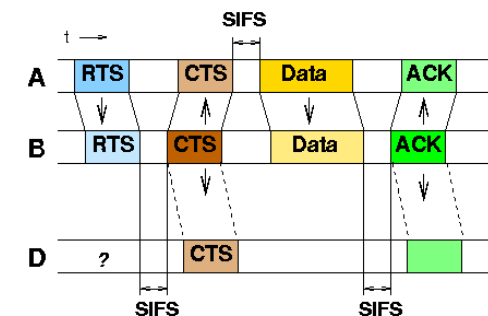 SIFS
t
A RTS CTS Data ACK
B RTS CTS Data ACK
D ? CTS
SIFS SIFS